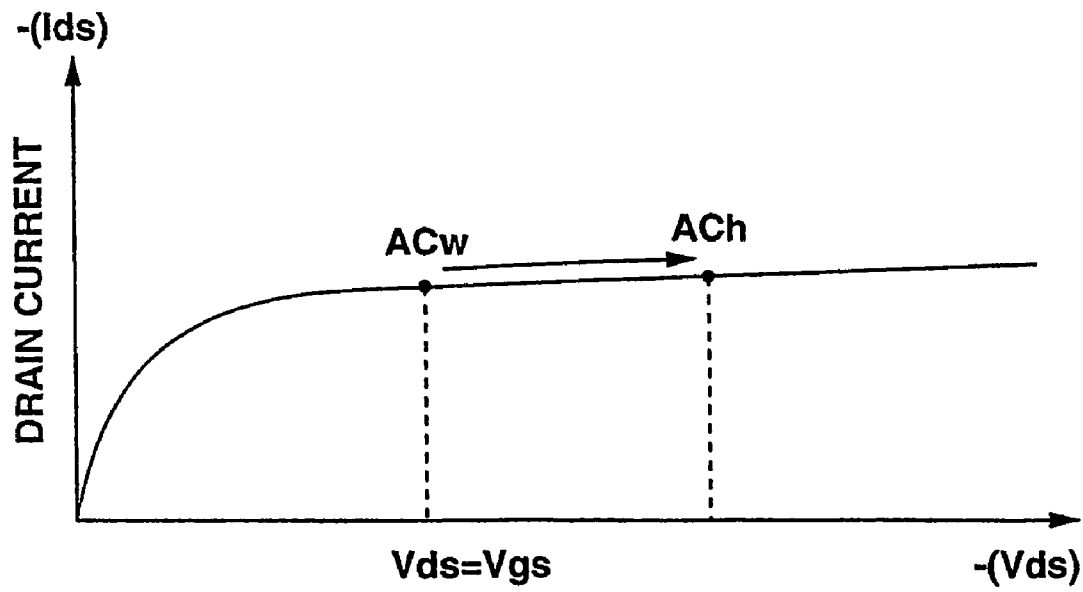 -(Ids)
DRAIN CURRENT
ACw
ACh
Vds=Vgs
-(Vds)